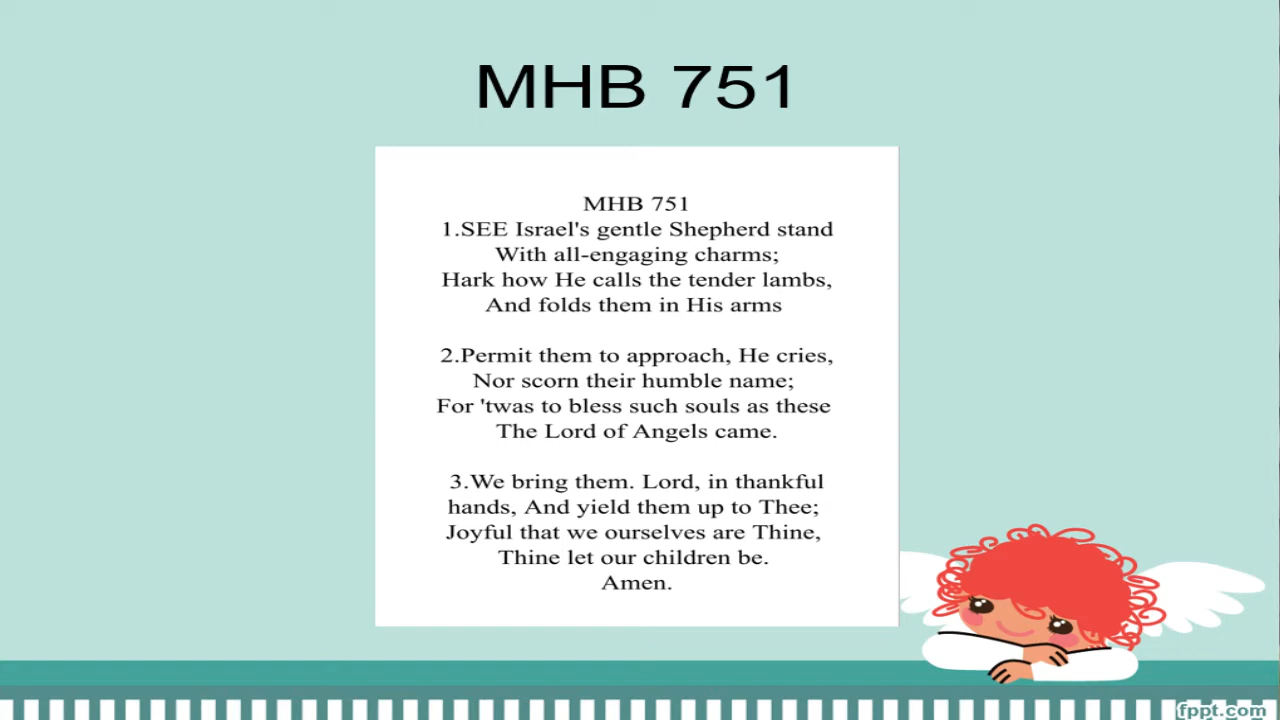 MHB 751
MHB 751
1.SEE Israel's gentle Shepherd stand
With all-engaging charms;
Hark how He calls the tender lambs,
And folds them in His arms
2.Permit them to approach, He cries,
Nor scorn their humble name;
For 'twas to bless such souls as these
The Lord of Angels came.
3.We bring them. Lord, in thankful
hands, And yield them up to Thee;
Joyful that we ourselves are Thine,
Thine let our children be.
Amen.
fppt.com